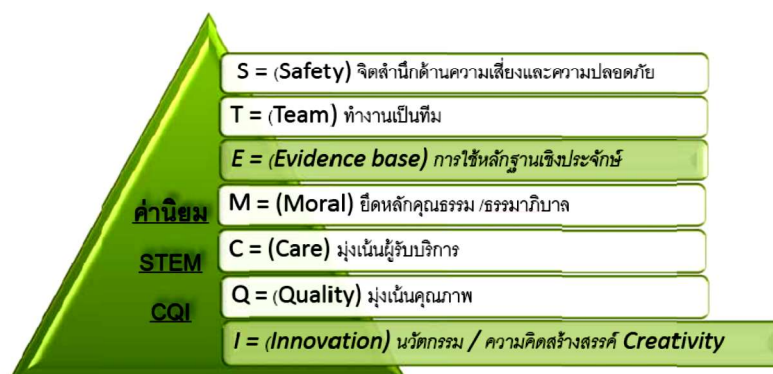 S = (Safety) จิตสำนึกด้านความเสี่ยงและความปลอดภัย
T = (Team) ทำงานเป็นทีม
E = (Evidence base) การใช้หลักฐานเชิงประจักษ์
M = (Moral) ยึดหลักคุณธรรม /ธรรมาภิบาล
C = (Care) มุ่งเน้นผู้รับบริการ
Q = (Quality) มุ่งเน้นคุณภาพ
I = (Innovation) นวัตกรรม / ความคิดสร้างสรรค์ Creativity
ค่านิยม
STEM
CQI